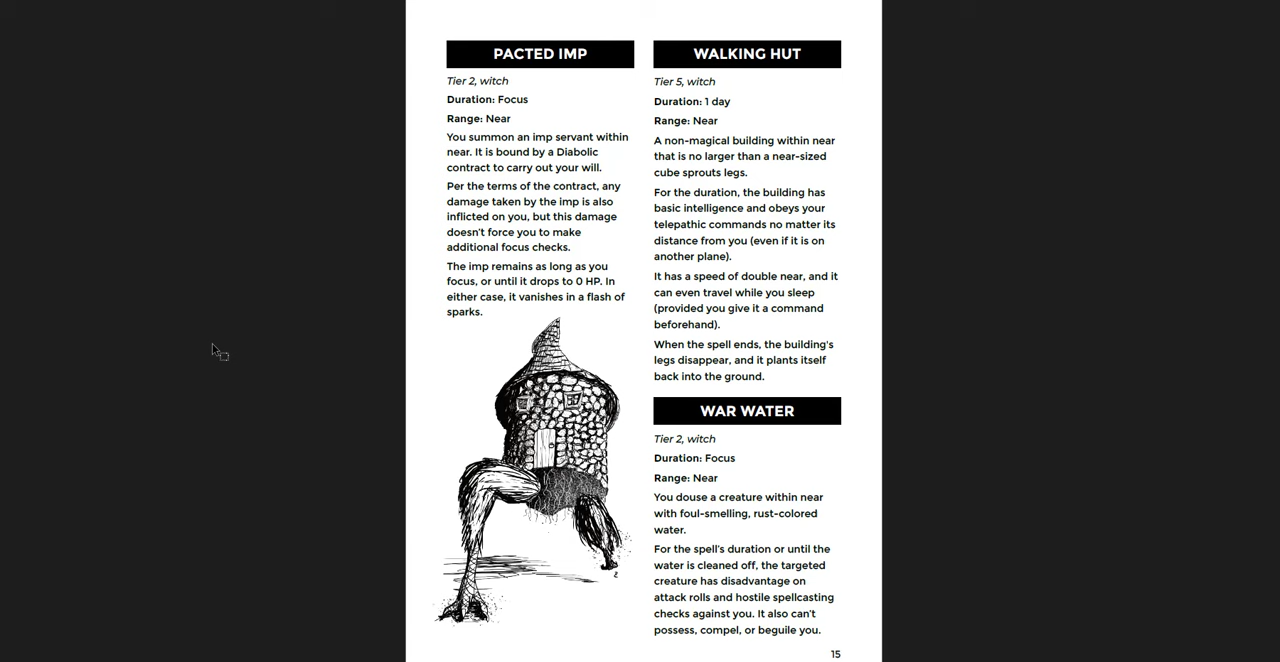 PACTED IMP
Tier 2, witch
Duration: Focus
Range: Near
You summon an imp servant within
near. It is bound by a Diabolic
contract to carry out your will.
Per the terms of the contract, any
damage taken by the imp is also
inflicted on you, but this damage
doesn't force you to make
additional focus checks.
The imp remains as long as you
focus, or until it drops to 0 HP. In
either case, it vanishes in a flash of
sparks.
WALKING HUT
Tier 5, witch
Duration: 1 day
Range: Near
A non-magical building within near
that is no larger than a near-sized
cube sprouts legs.
For the duration, the building has
basic intelligence and obeys your
telepathic commands no matter its
distance from you (even if it is on
another plane).
It has a speed of double near, and it
can even travel while you sleep
(provided you give it a command
beforehand).
When the spell ends, the building's
legs disappear, and it plants itself
back into the ground.
WAR WATER
Tier 2, witch
Duration: Focus
Range: Near
You douse a creature within near
with foul-smelling, rust-colored
water.
For the spell's duration or until the
water is cleaned off, the targeted
creature has disadvantage on
attack rolls and hostile spellcasting
checks against you. It also can't
possess, compel, or beguile you.
15